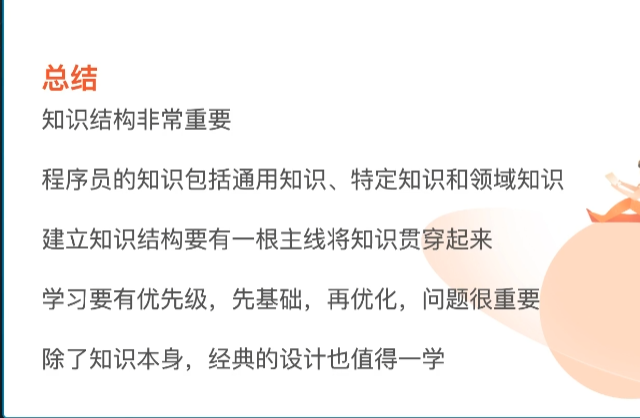 总结
知识结构非常重要
程序员的知识包括通用知识、特定知识和领域知识
建立知识结构要有一根主线将知识贯穿起来
学习要有优先级，先基础，再优化，问题很重要
除了知识本身，经典的设计也值得一学